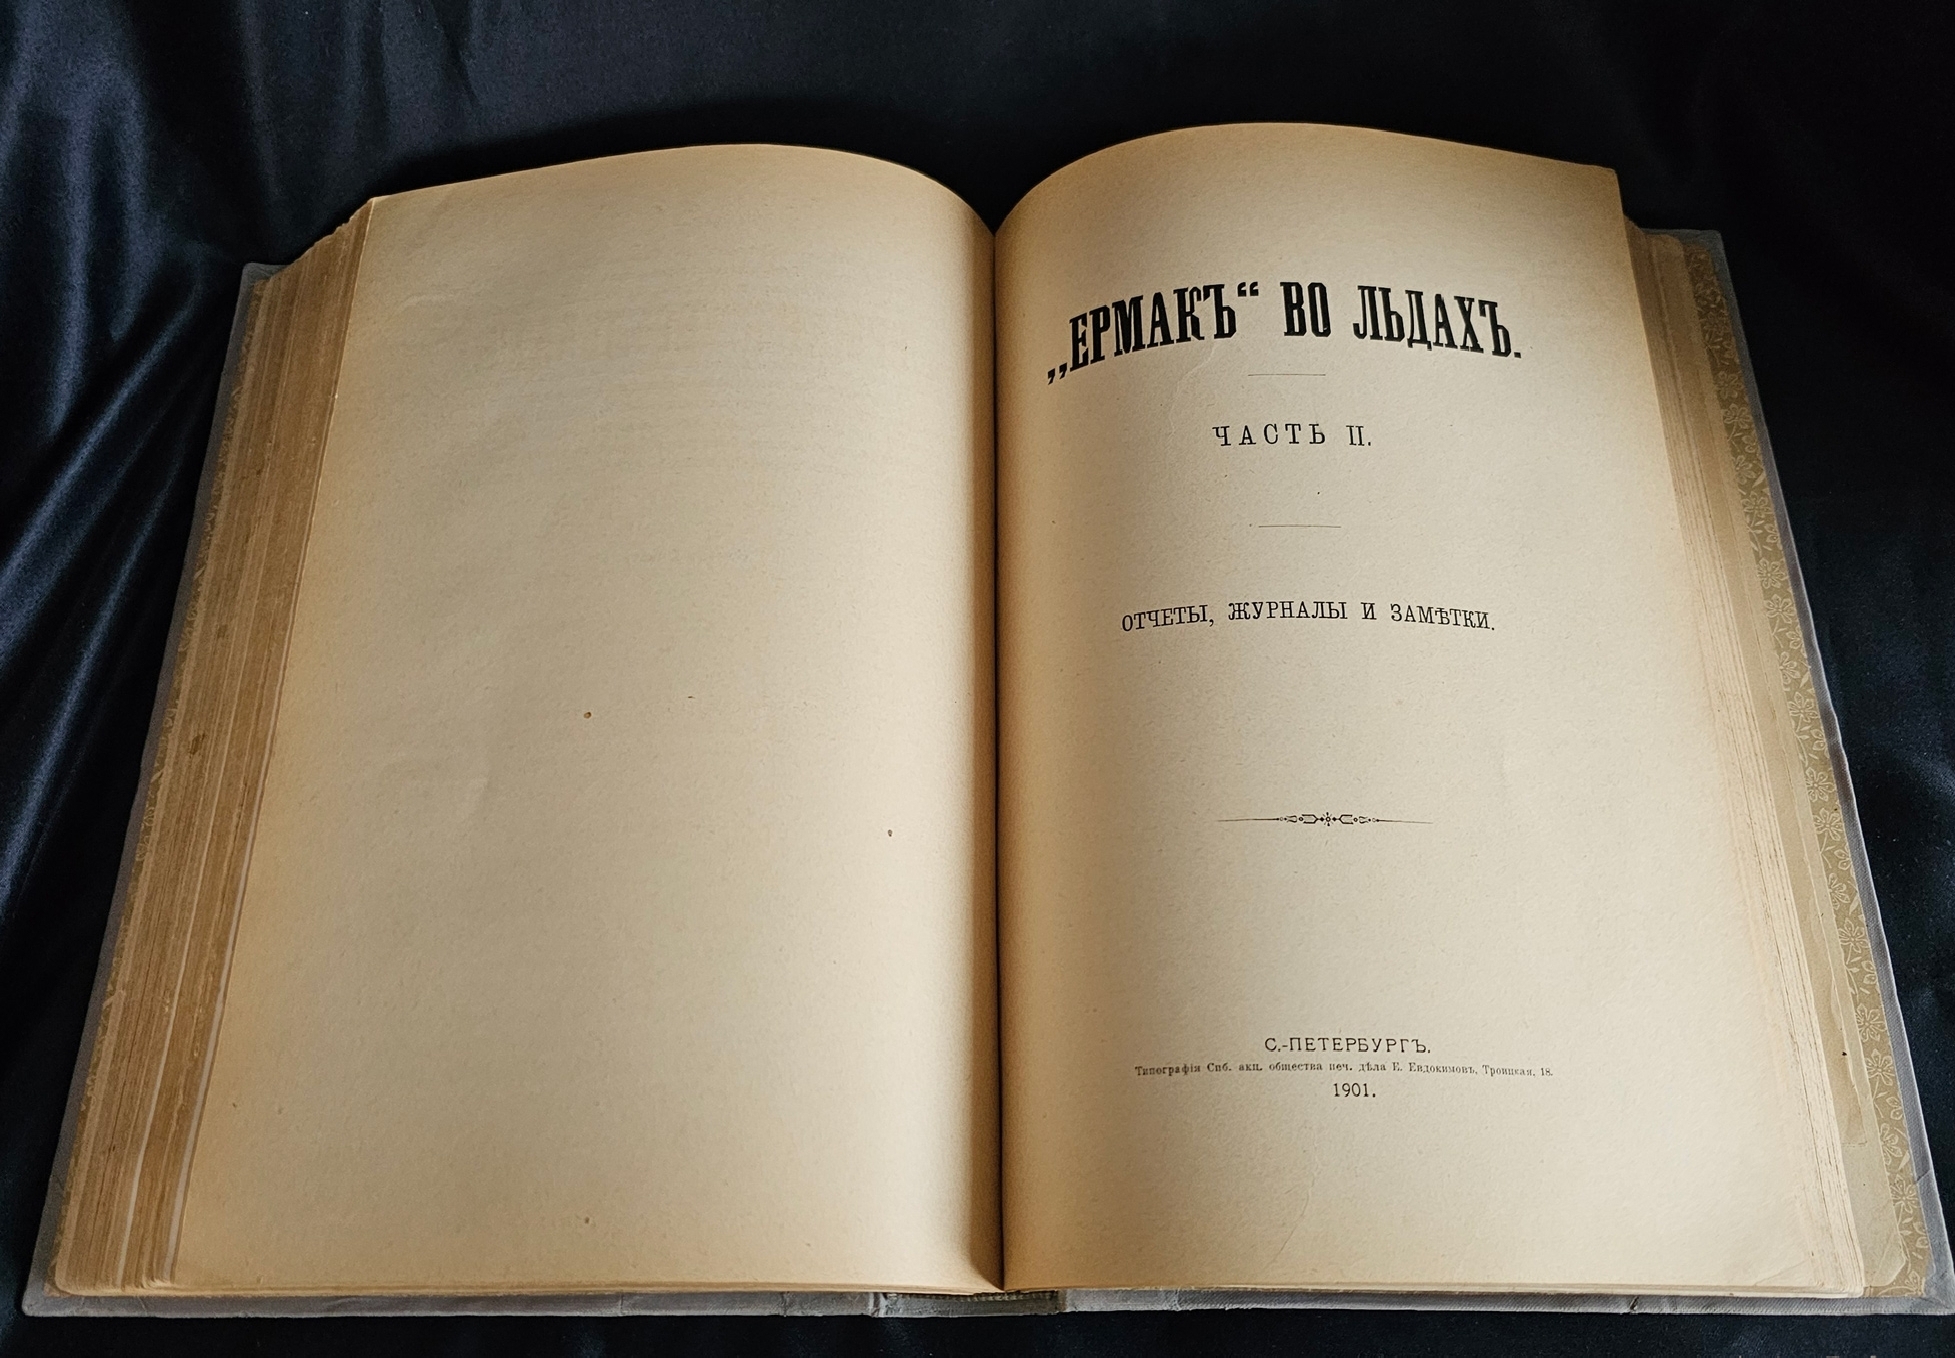 „ЕРМАКЪ“ ВО ЛЬДАХЪ.
ЧАСТЬ II.
ОТЧЕТЫ, ЖУРНАЛЫ И ЗАМѢТКИ.
С.-ПЕТЕРБУРГЪ.
Типографія Спб. акц. общества печ. дѣла Е. Евдокимовъ, Троицкая, 18.
1901.